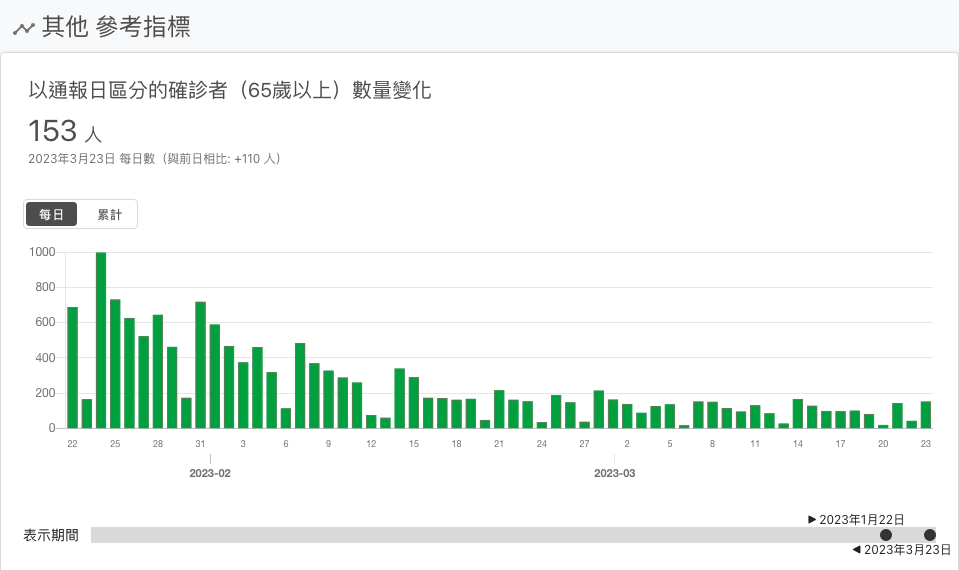 其他 參考指標
以通報日區分的確診者（65歲以上）數量變化
153 人
2023年3月23日 每日數（與前日相比: +110 人）
每日 累計
1000
800
600
400
200
0
22 25 28 31 3 6 9 12 15 18 21 24 27 2 5 8 11 14 17 20 23
2023-02 2023-03
▶ 2023年1月22日
表示期間
◀ 2023年3月23日